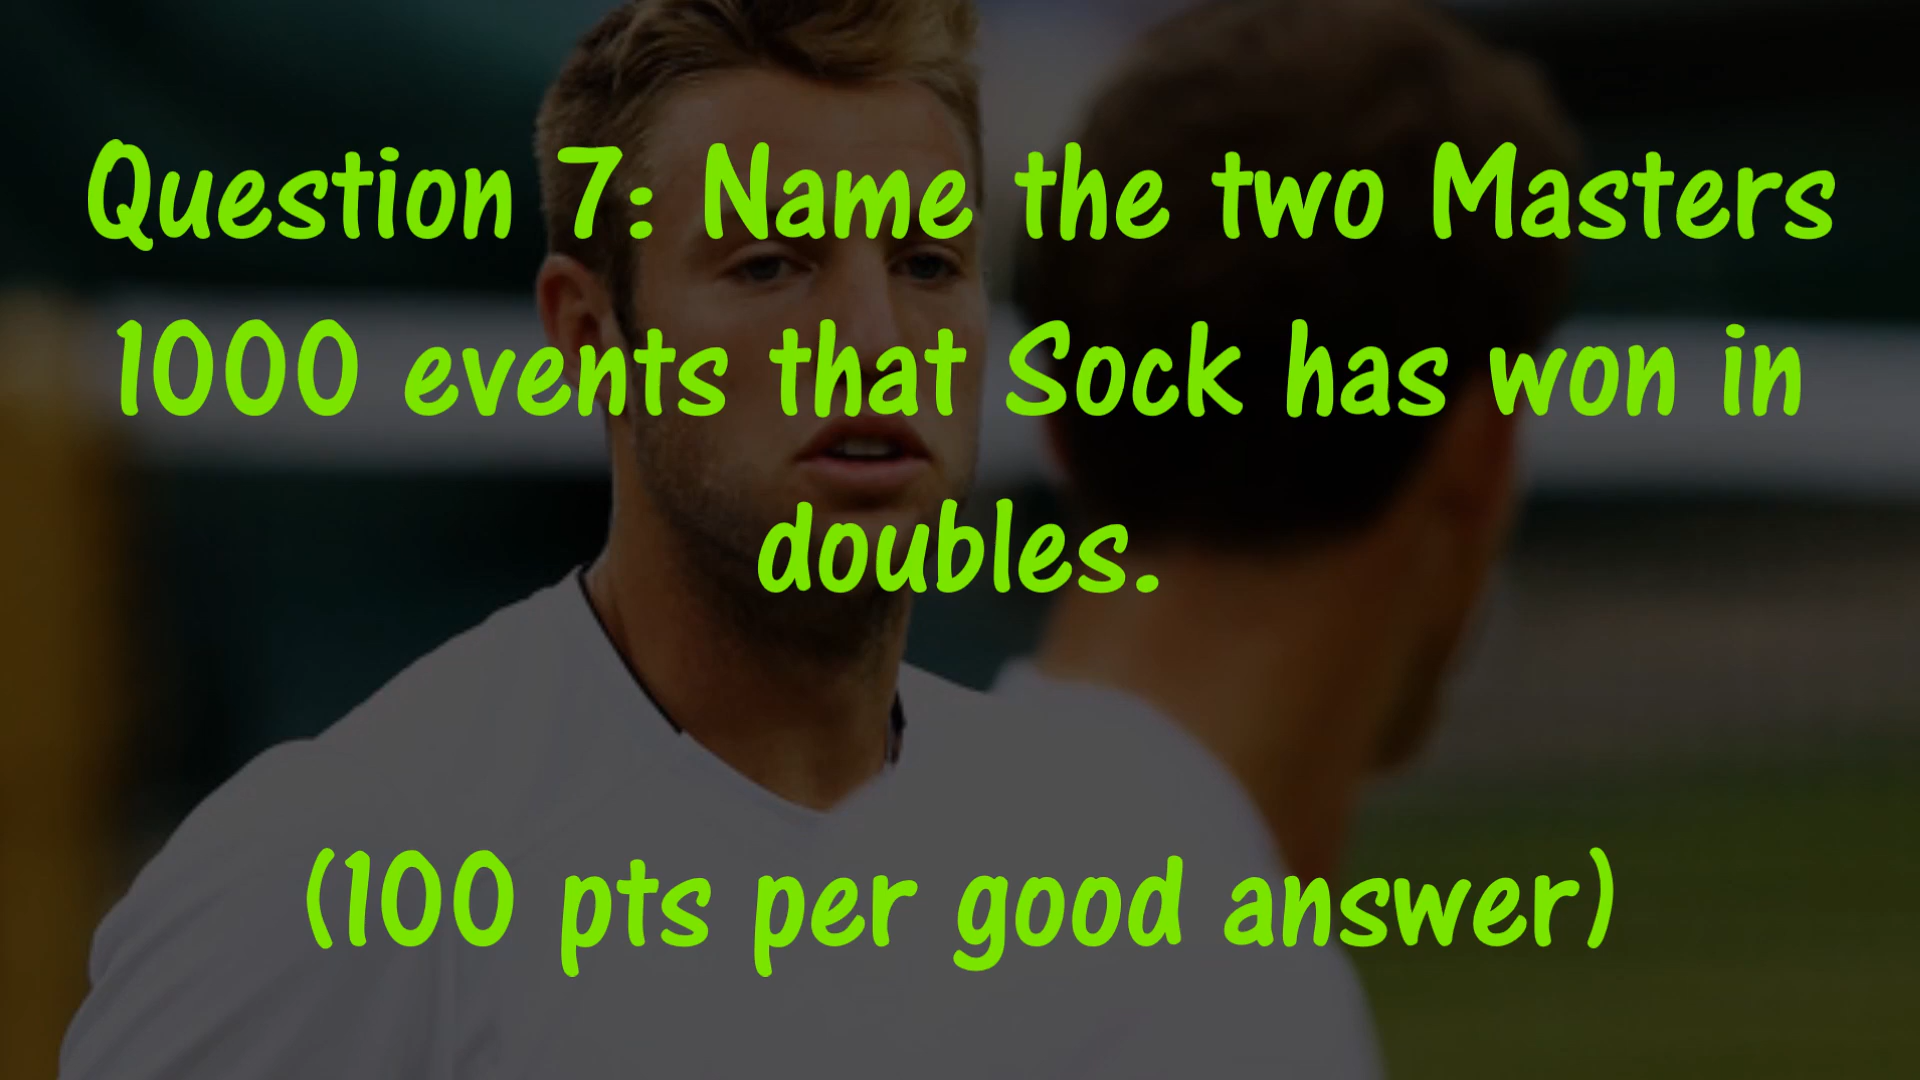 Question 7: Name the two Masters
1000 events that Sock has won in
doubles.
(100 pts per good answer)